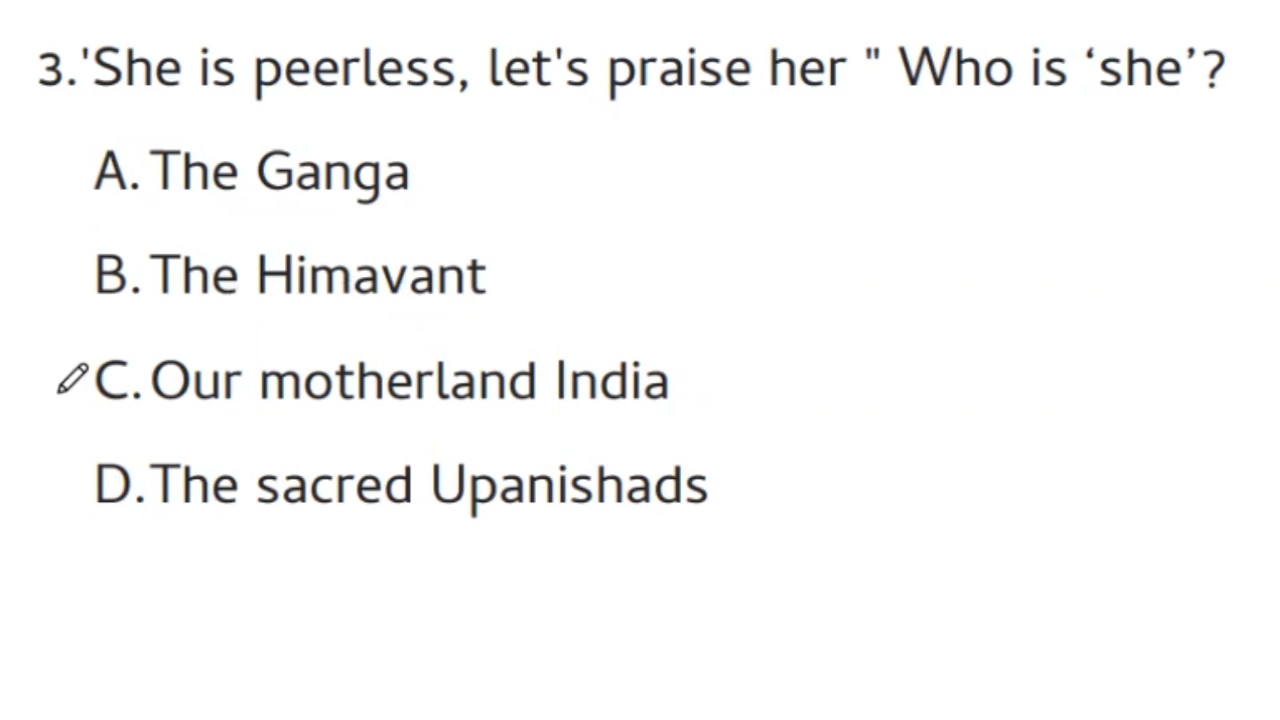 3.'She is peerless, let's praise her " Who is ‘she’?
A. The Ganga
B. The Himavant
C. Our motherland India
D. The sacred Upanishads